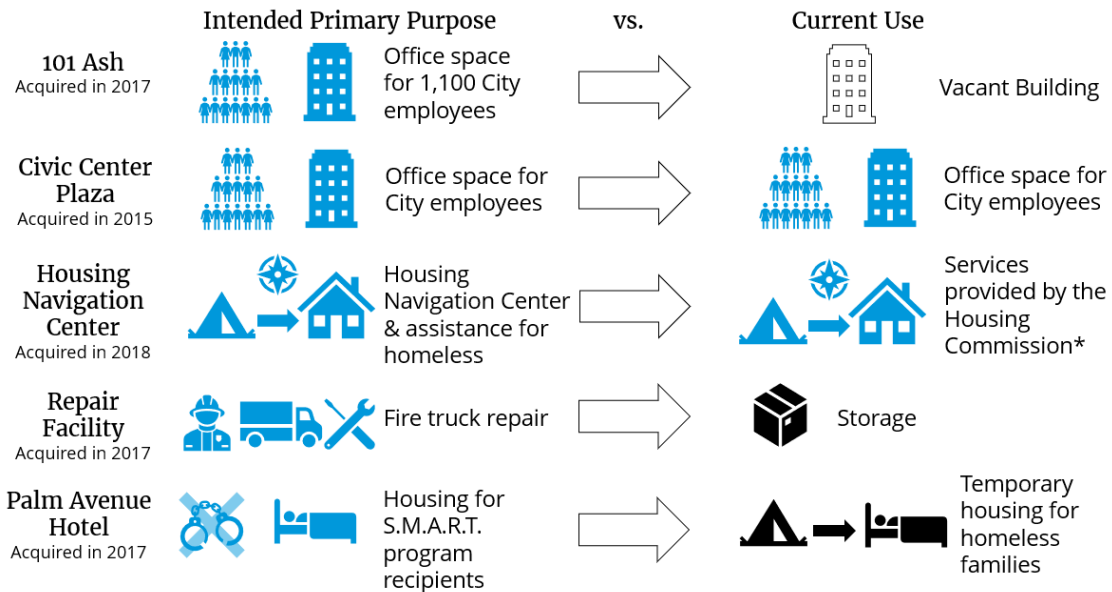 Intended Primary Purpose vs. Current Use
101 Ash
Acquired in 2017
Office space
for 1,100 City
employees
Vacant Building
Civic Center
Plaza
Acquired in 2015
Office space for
City employees
Office space for
City employees
Housing
Navigation
Center
Acquired in 2018
Housing
Navigation Center
& assistance for
homeless
Services
provided by the
Housing
Commission*
Repair
Facility
Acquired in 2017
Fire truck repair
Storage
Palm Avenue
Hotel
Acquired in 2017
Housing for
S.M.A.R.T.
program
recipients
Temporary
housing for
homeless
families